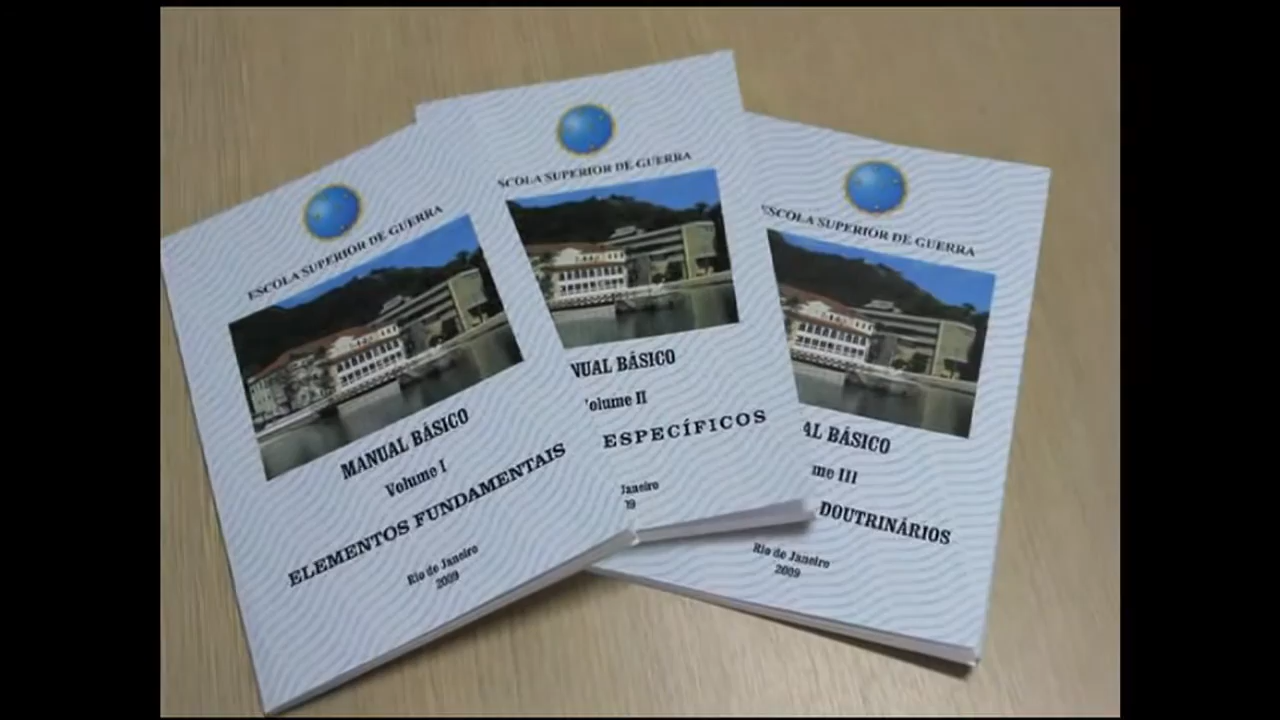 ESCOLA SUPERIOR DE GUERRA
MANUAL BÁSICO
Volume I
ELEMENTOS FUNDAMENTAIS
Rio de Janeiro
2009
SCOLA SUPERIOR DE GUERRA
NUAL BÁSICO
Volume II
ESPECÍFICOS
Janeiro
ESCOLA SUPERIOR DE GUERRA
AL BÁSICO
me III
DOUTRINÁRIOS
Rio de Janeiro
2009